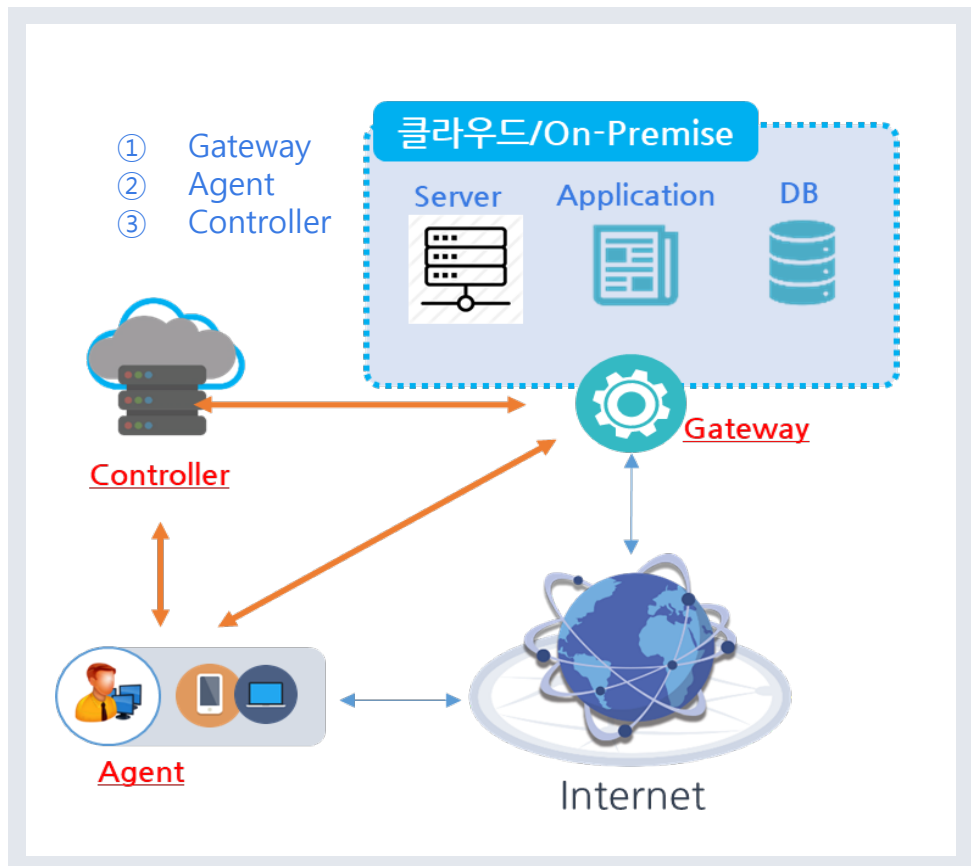 클라우드/On-Premise
① Gateway
② Agent
③ Controller
Server
Application
DB
Gateway
Controller
Agent
Internet